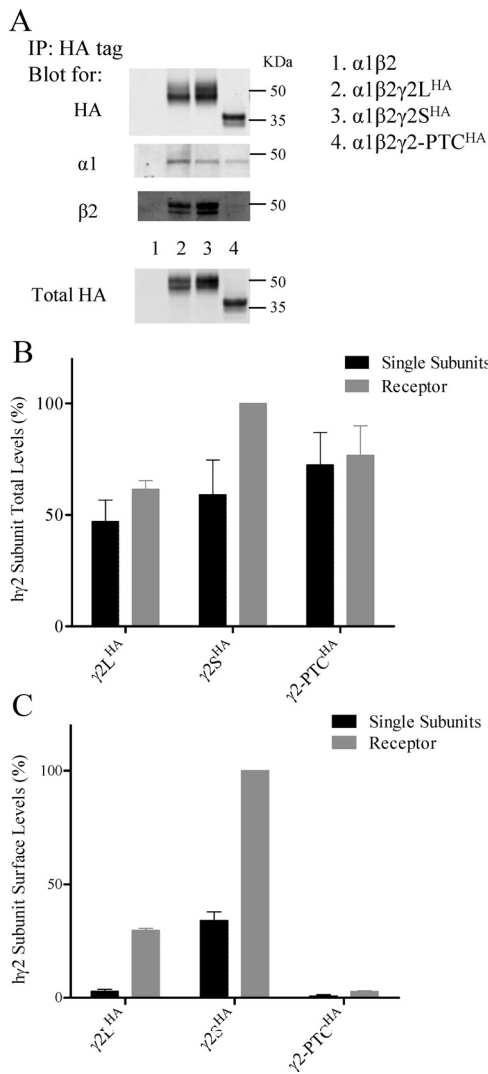 A
IP: HA tag
Blot for:
KDa
HA
50
35
α1
50
β2
50
1 2 3 4
Total HA
50
35
1. α1β2
2. α1β2γ2L^HA
3. α1β2γ2S^HA
4. α1β2γ2-PTC^HA
B
Single Subunits
Receptor
hγ2 Subunit Total Levels (%)
100
50
0
γ2L^HA
γ2S^HA
γ2-PTC^HA
C
Single Subunits
Receptor
hγ2 Subunit Surface Levels (%)
100
50
0
γ2L^HA
γ2S^HA
γ2-PTC^HA